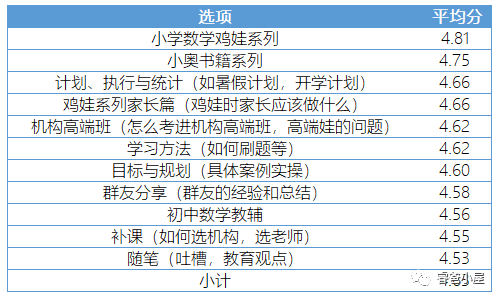 选项 平均分
小学数学鸡娃系列 4.81
小奥书籍系列 4.75
计划、执行与统计（如暑假计划，开学计划） 4.66
鸡娃系列家长篇（鸡娃时家长应该做什么） 4.66
机构高端班（怎么考进机构高端班，高端娃的问题） 4.62
学习方法（如何刷题等） 4.62
目标与规划（具体案例实操） 4.60
群友分享（群友的经验和总结） 4.58
初中数学教辅 4.56
补课（如何选机构，选老师） 4.55
随笔（吐槽，教育观点） 4.53
小计